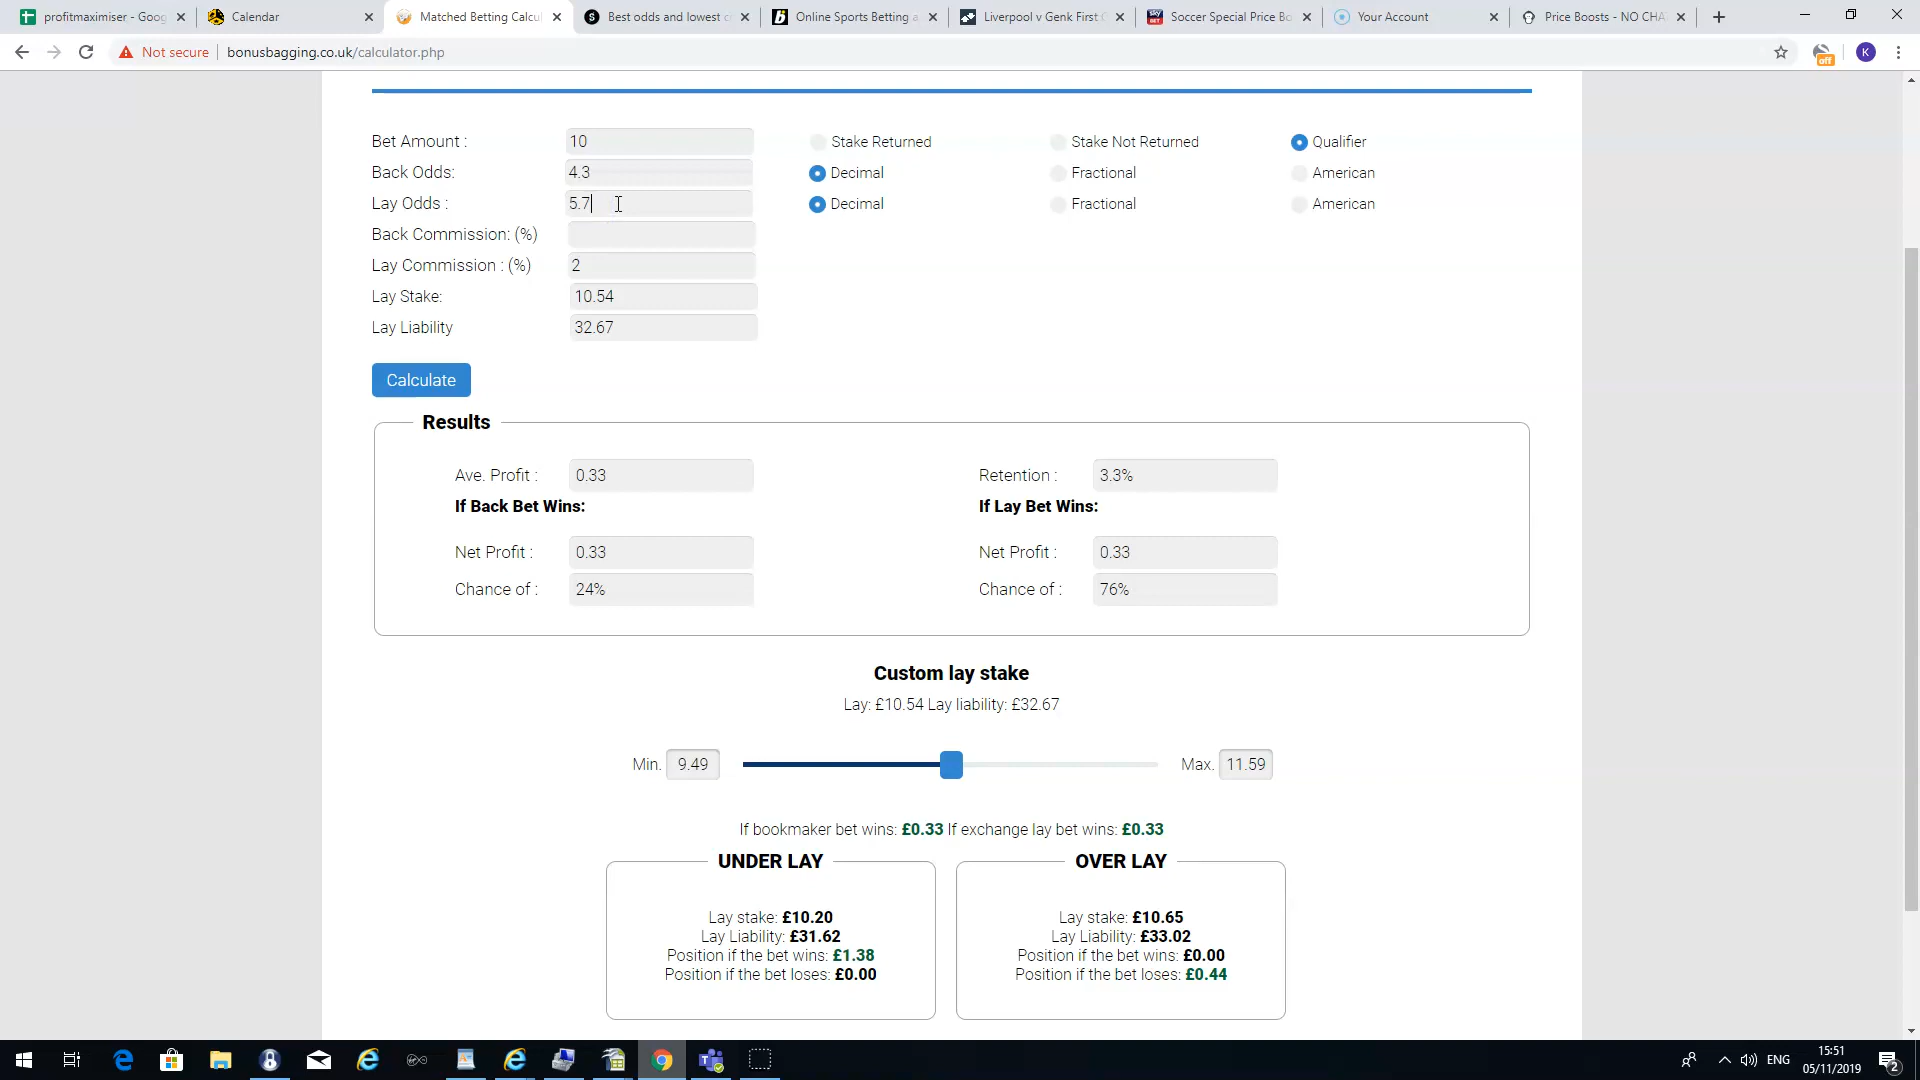 profitmaximiser - Goog
Calendar
Matched Betting Calcu
Best odds and lowest c
Online Sports Betting a
Liverpool v Genk First G
Soccer Special Price Bo
Your Account
Price Boosts - NO CHA
Not secure
bonusbagging.co.uk/calculator.php
K
off
Bet Amount :
10
Stake Returned
Stake Not Returned
Qualifier
Back Odds:
4.3
Decimal
Fractional
American
Lay Odds :
5.7
Decimal
Fractional
American
Back Commission: (%)
Lay Commission : (%)
2
Lay Stake:
10.54
Lay Liability
32.67
Calculate
Results
Ave. Profit :
0.33
Retention :
3.3%
If Back Bet Wins:
If Lay Bet Wins:
Net Profit :
0.33
Net Profit :
0.33
Chance of :
24%
Chance of :
76%
Custom lay stake
Lay: £10.54 Lay liability: £32.67
Min. 9.49
Max. 11.59
If bookmaker bet wins: £0.33 If exchange lay bet wins: £0.33
UNDER LAY
Lay stake: £10.20
Lay Liability: £31.62
Position if the bet wins: £1.38
Position if the bet loses: £0.00
OVER LAY
Lay stake: £10.65
Lay Liability: £33.02
Position if the bet wins: £0.00
Position if the bet loses: £0.44
ENG
15:51
05/11/2019
2